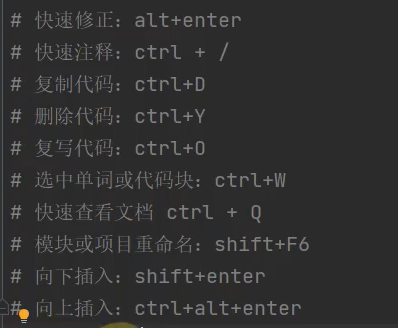 # 快速修正：alt+enter
# 快速注释：ctrl + /
# 复制代码：ctrl+D
# 删除代码：ctrl+Y
# 复写代码：ctrl+O
# 选中单词或代码块：ctrl+W
# 快速查看文档 ctrl + Q
# 模块或项目重命名：shift+F6
# 向下插入：shift+enter
# 向上插入：ctrl+alt+enter